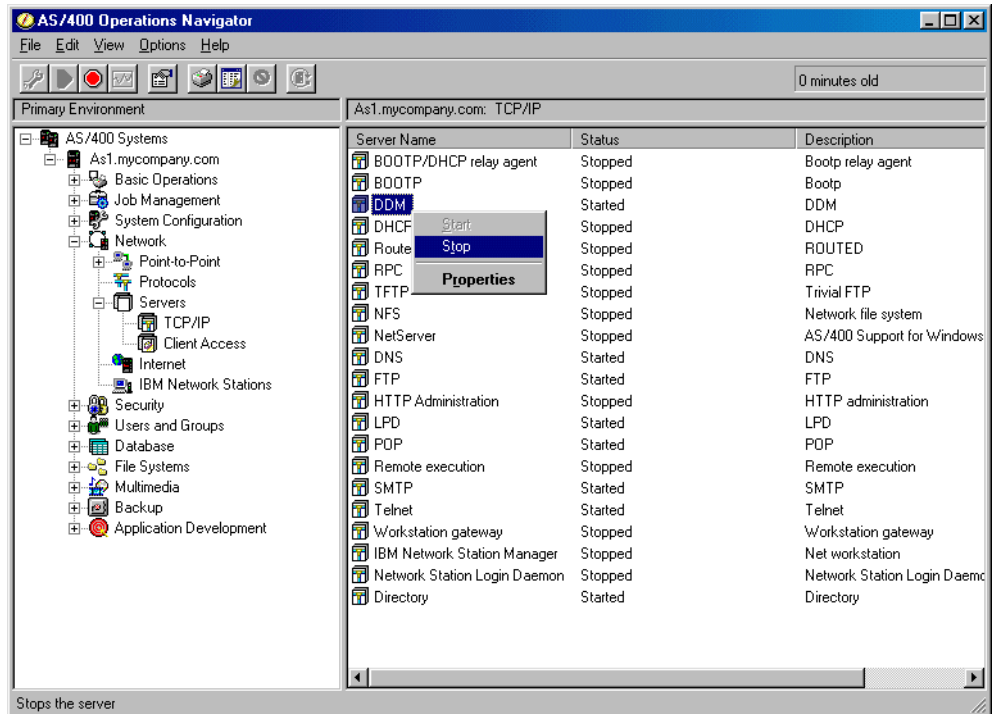 AS/400 Operations Navigator
File Edit View Options Help
0 minutes old
Primary Environment
As1.mycompany.com: TCP/IP
AS/400 Systems
As1.mycompany.com
Basic Operations
Job Management
System Configuration
Network
Point-to-Point
Protocols
Servers
TCP/IP
Client Access
Internet
IBM Network Stations
Security
Users and Groups
Database
File Systems
Multimedia
Backup
Application Development
Server Name Status Description
BOOTP/DHCP relay agent Stopped Bootp relay agent
BOOTP Stopped Bootp
DDM Started DDM
DHCP Stopped DHCP
Route Stopped ROUTED
RPC Stopped RPC
TFTP Stopped Trivial FTP
NFS Stopped Network file system
NetServer Stopped AS/400 Support for Windows
DNS Started DNS
FTP Started FTP
HTTP Administration Stopped HTTP administration
LPD Started LPD
POP Started POP
Remote execution Stopped Remote execution
SMTP Started SMTP
Telnet Started Telnet
Workstation gateway Stopped Workstation gateway
IBM Network Station Manager Stopped Net workstation
Network Station Login Daemon Stopped Network Station Login Daemo
Directory Started Directory
Start
Stop
Properties
Stops the server